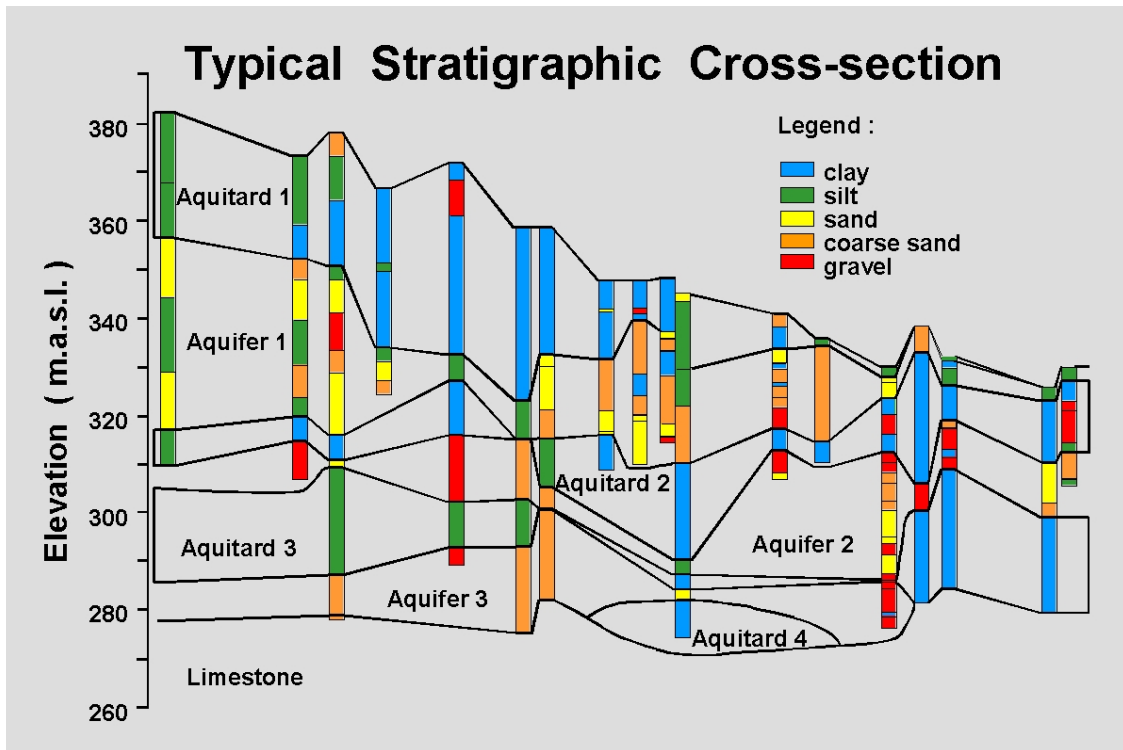 Typical Stratigraphic Cross-section
Elevation ( m.a.s.l. )
380
360
340
320
300
280
260
Legend :
clay
silt
sand
coarse sand
gravel
Aquitard 1
Aquifer 1
Aquitard 2
Aquitard 3
Aquifer 2
Aquifer 3
Aquitard 4
Limestone